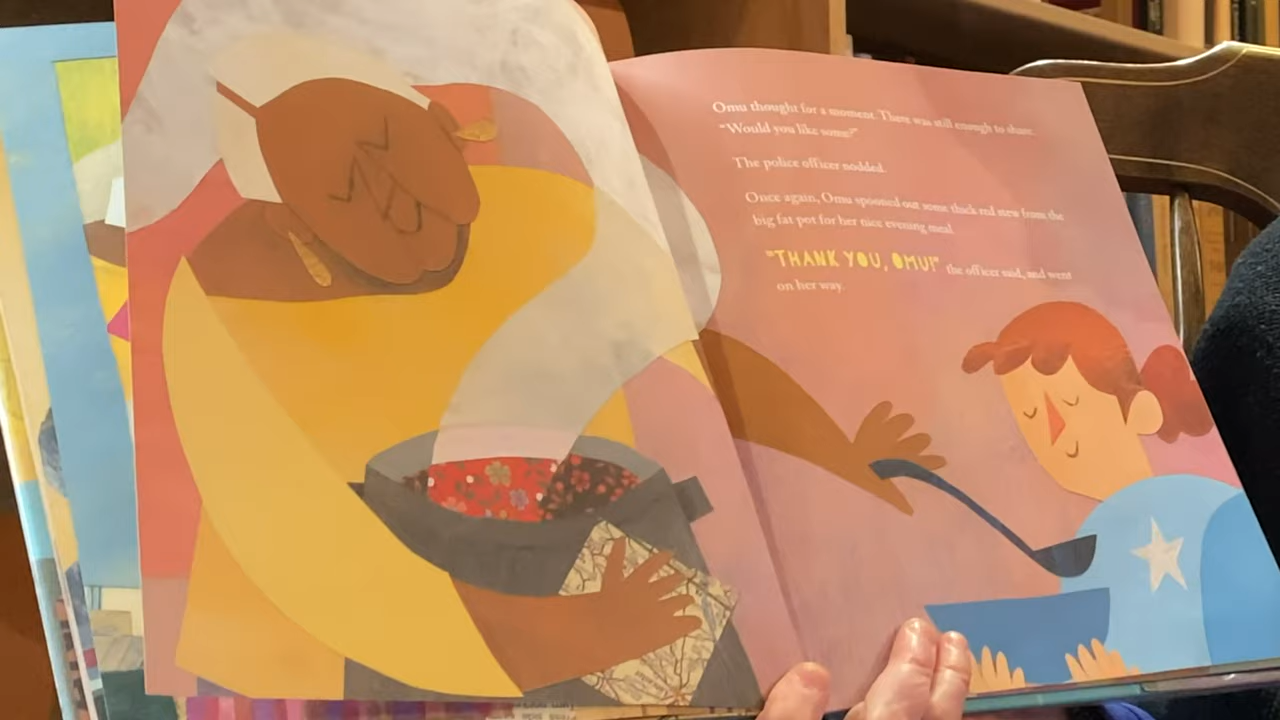 Omu thought for a moment. There was still enough to share.
"Would you like some?"
The police officer nodded.
Once again, Omu spooned out some thick red stew from the
big fat pot for her nice evening meal.
"THANK YOU, OMU!" the officer said, and went
on her way.